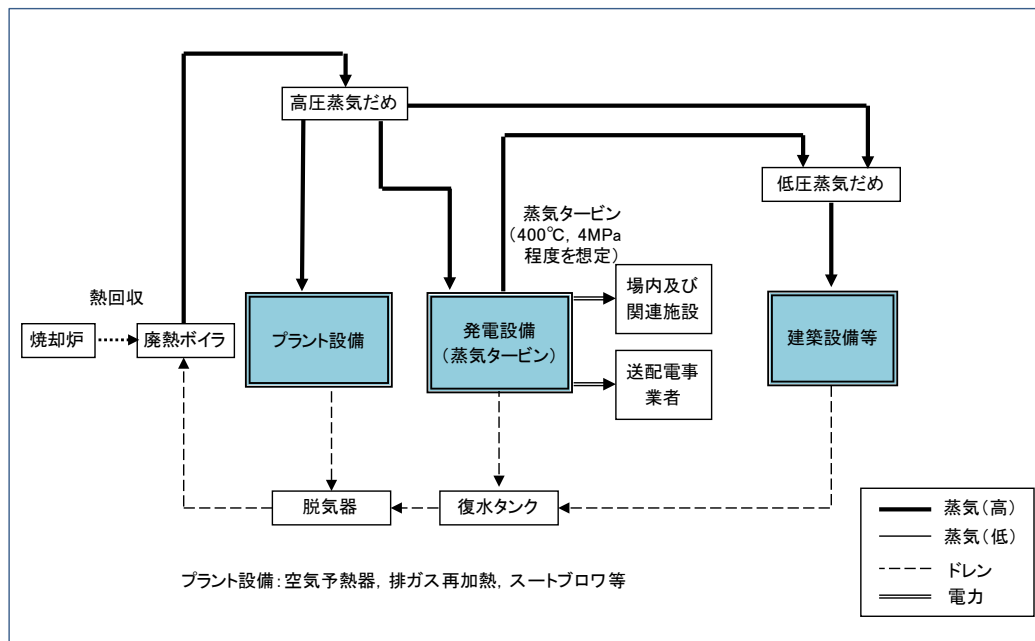 高圧蒸気だめ
低圧蒸気だめ
蒸気タービン
(400℃, 4MPa
程度を想定)
熱回収
焼却炉
廃熱ボイラ
プラント設備
発電設備
(蒸気タービン)
場内及び
関連施設
送配電事
業者
建築設備等
脱気器
復水タンク
蒸気(高)
蒸気(低)
ドレン
電力
プラント設備:空気予熱器, 排ガス再加熱, スートブロワ等